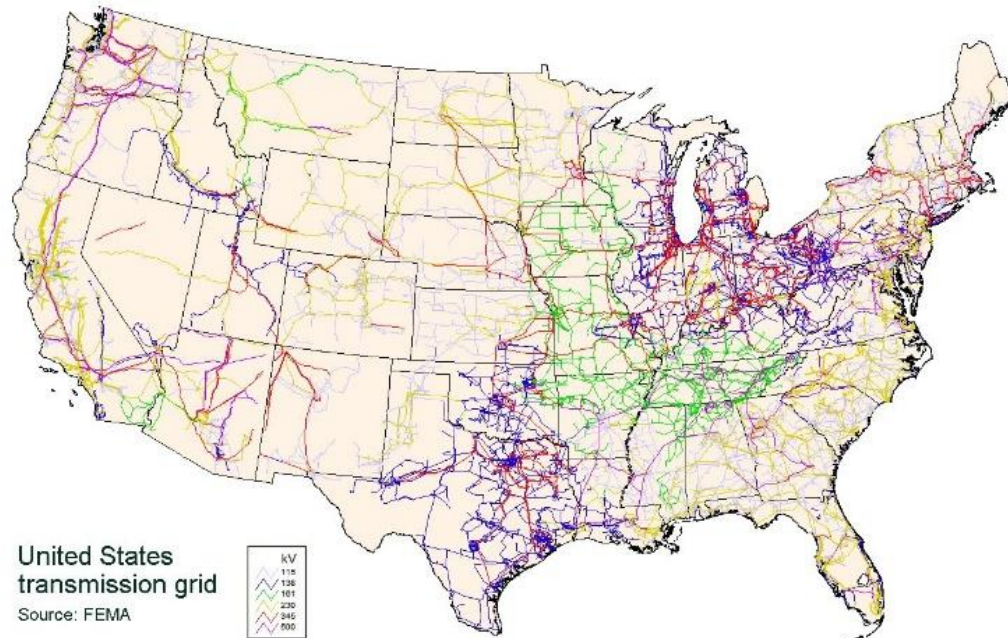 United States
transmission grid
Source: FEMA
kV
115
138
161
230
345
500